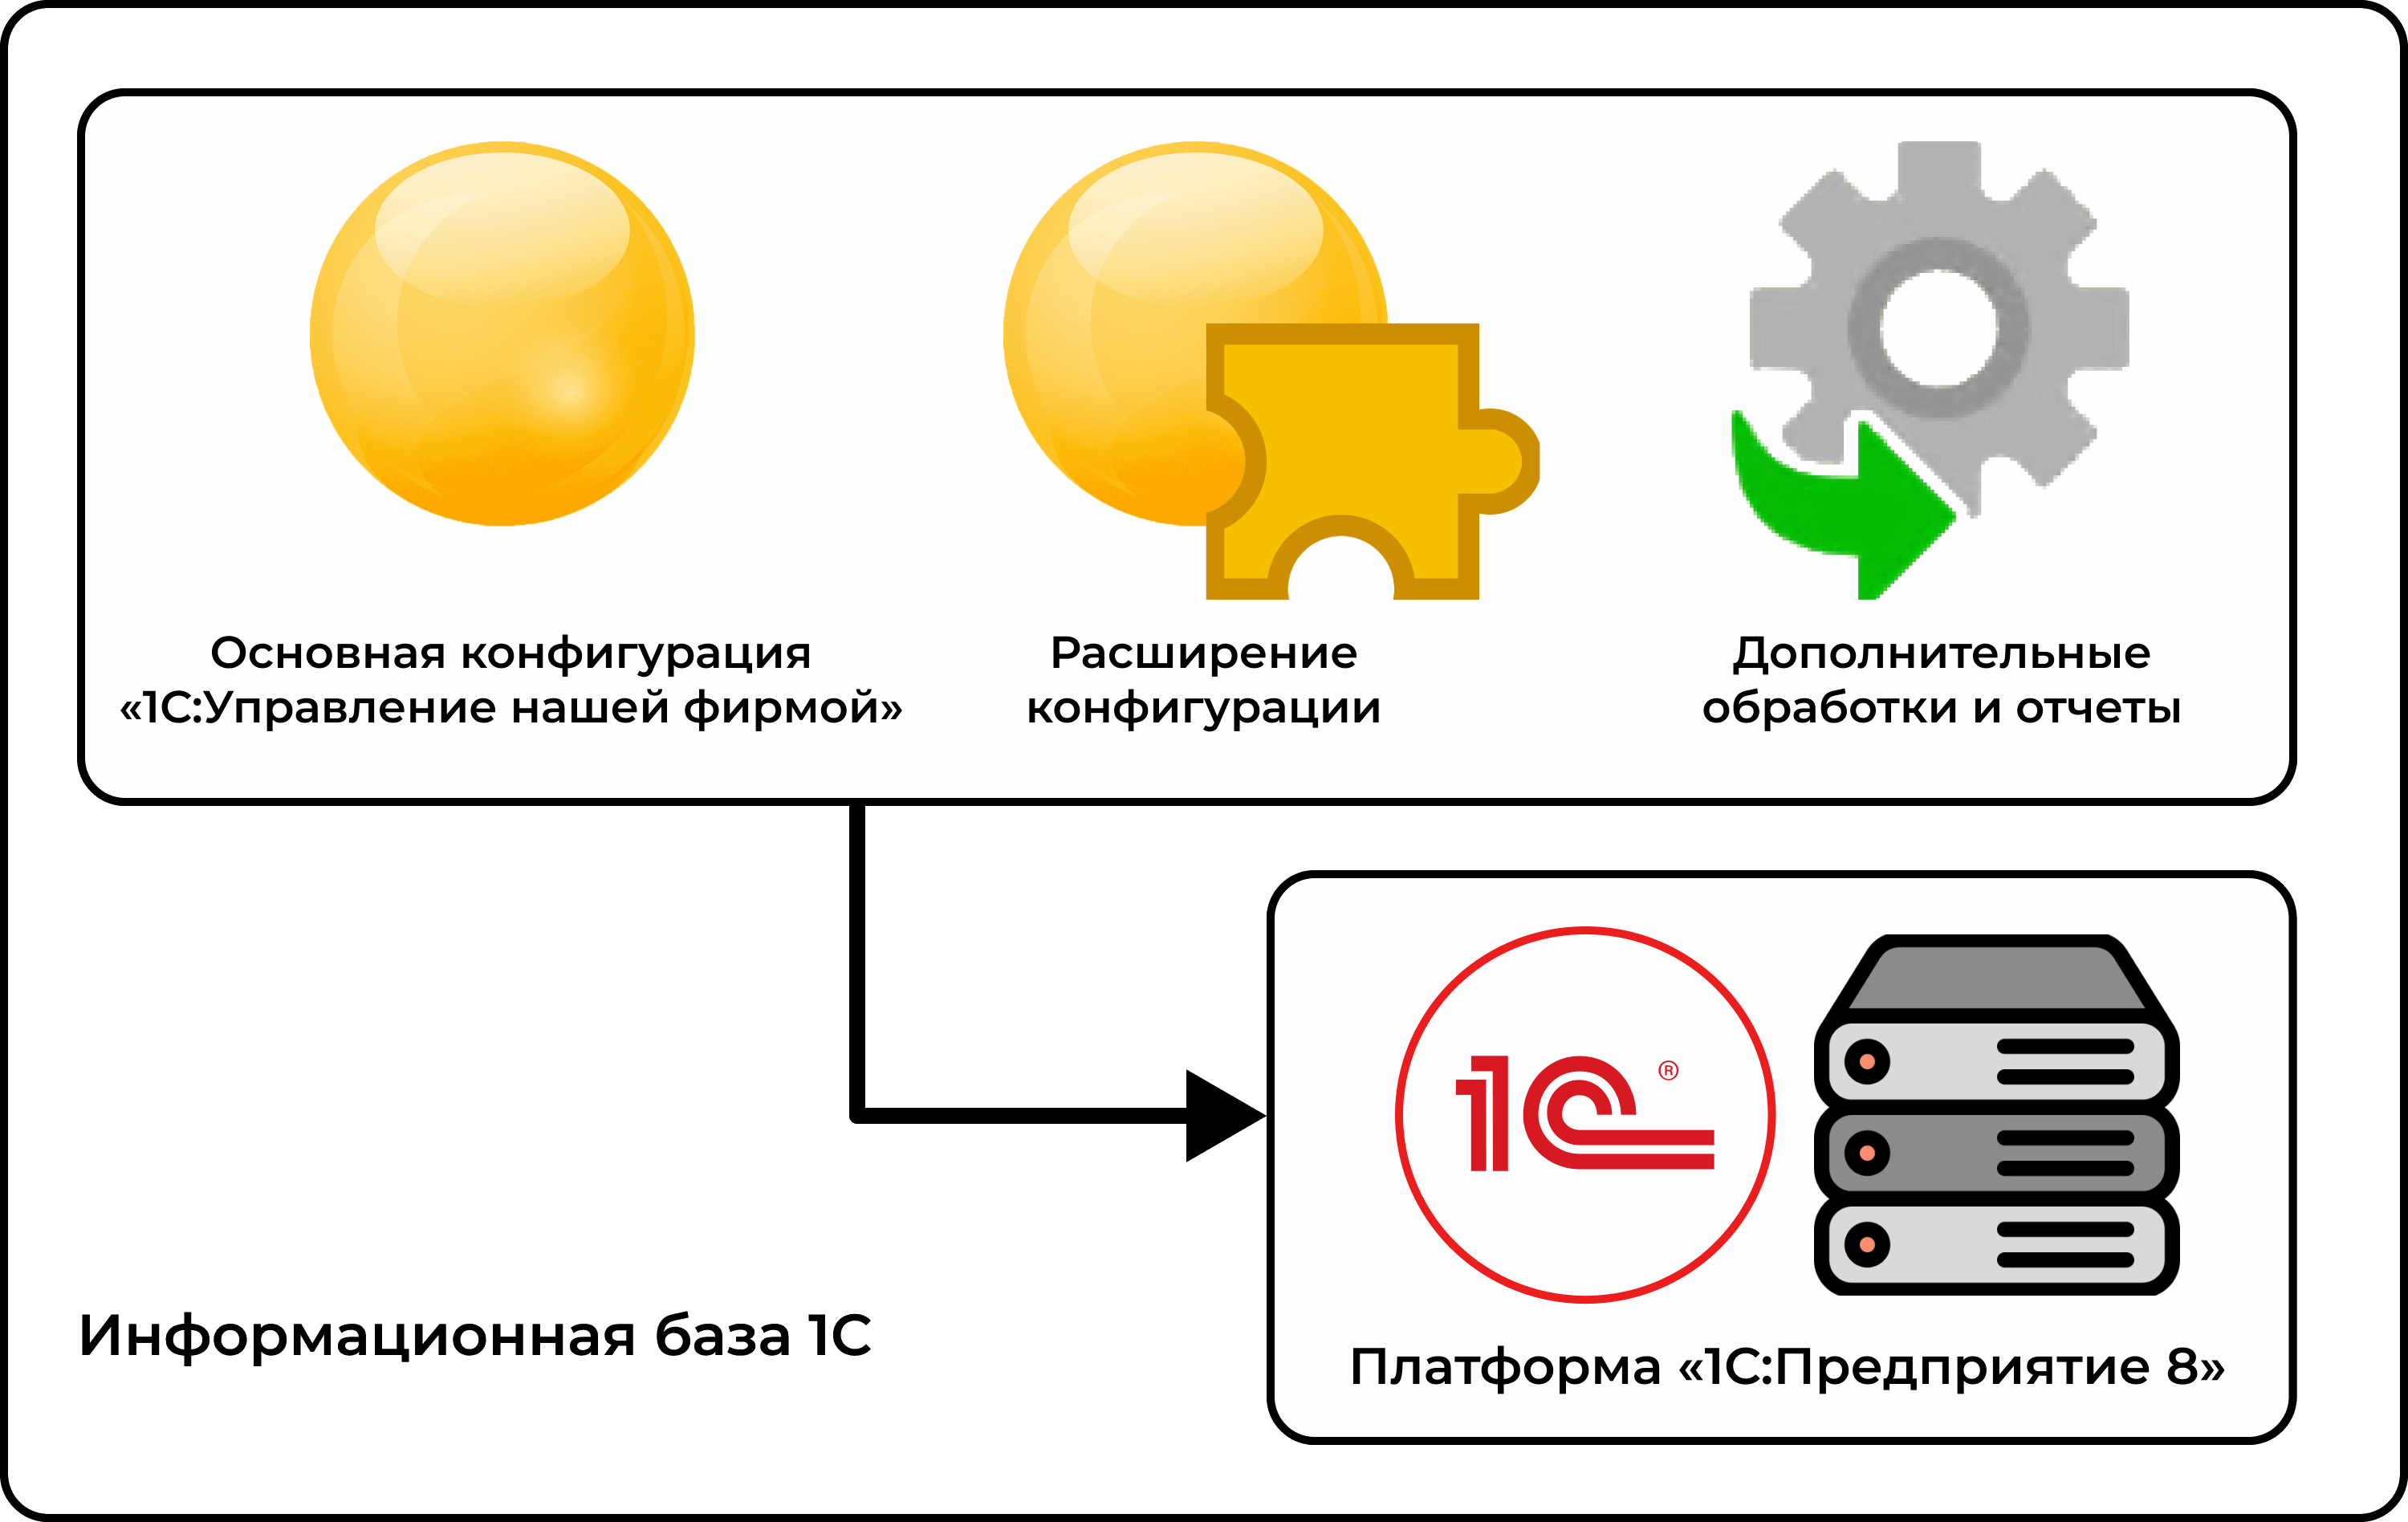 Основная конфигурация
«1С:Управление нашей фирмой»
Расширение
конфигурации
Дополнительные
обработки и отчеты
1С®
Информационная база 1С
Платформа «1С:Предприятие 8»